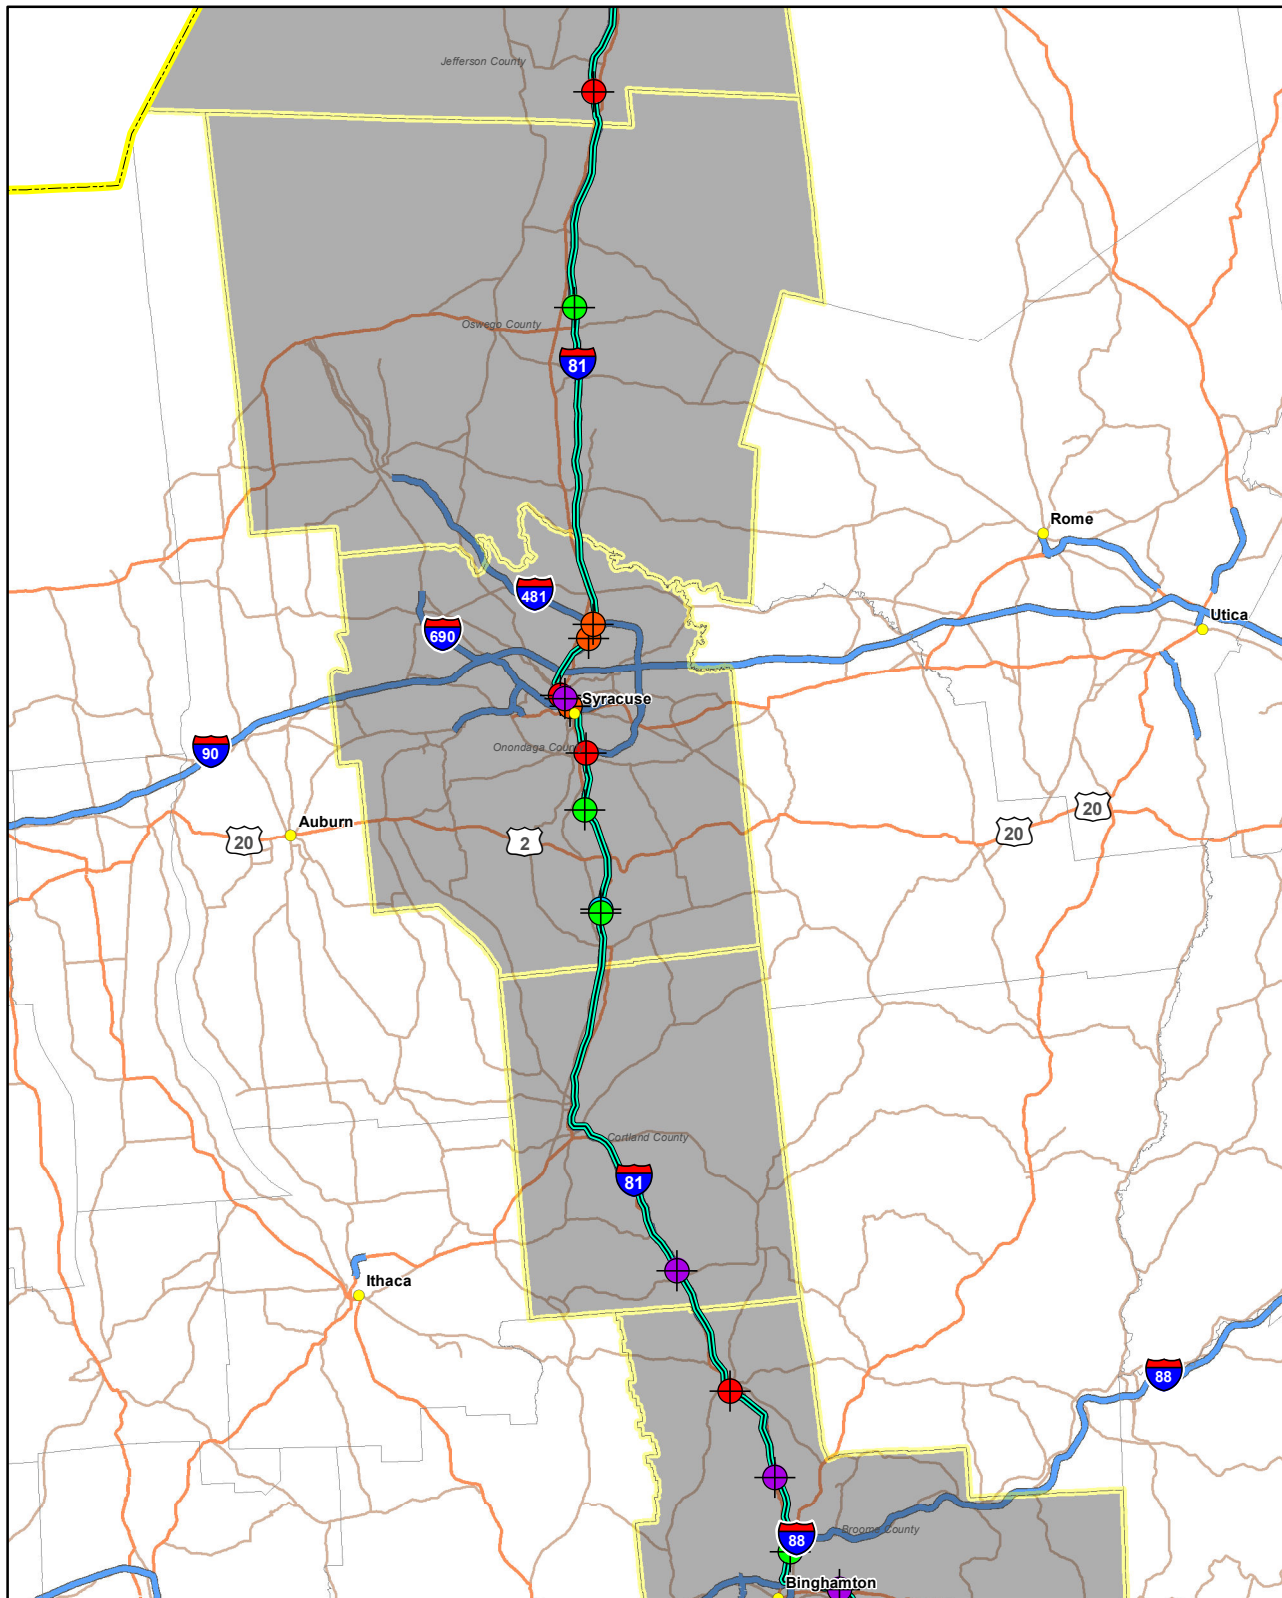 Jefferson County
Oswego County
81
Rome
481
Utica
690
Syracuse
Onondaga Coun
90
20
20
Auburn
20
2
Cortland County
81
Ithaca
88
Broome County
88
Binghamton